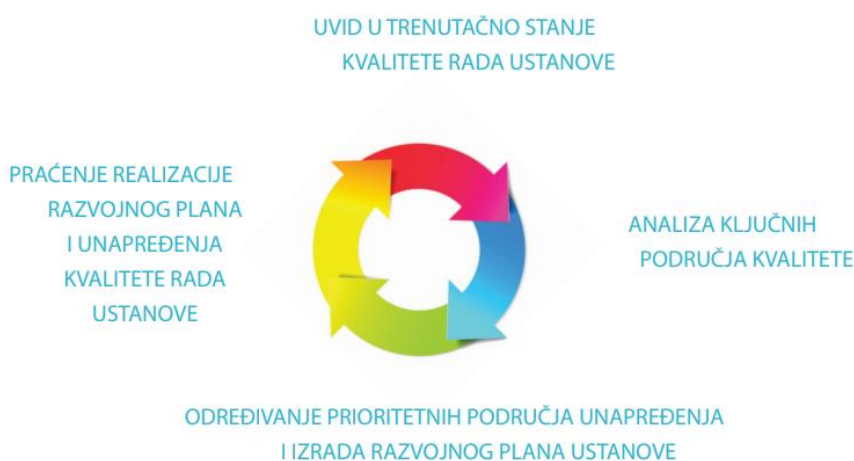 UVID U TRENUTAČNO STANJE
KVALITETE RADA USTANOVE
PRAĆENJE REALIZACIJE
RAZVOJNOG PLANA
I UNAPREĐENJA
KVALITETE RADA
USTANOVE
ANALIZA KLJUČNIH
PODRUČJA KVALITETE
ODREĐIVANJE PRIORITETNIH PODRUČJA UNAPREĐENJA
I IZRADA RAZVOJNOG PLANA USTANOVE